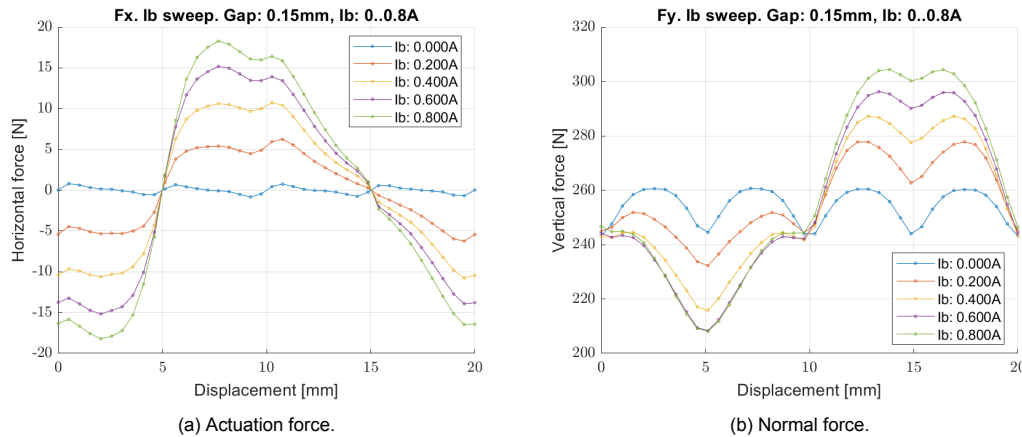 Fx. Ib sweep. Gap: 0.15mm, Ib: 0..0.8A
Horizontal force [N]
20
15
10
5
0
-5
-10
-15
-20
Ib: 0.000A
Ib: 0.200A
Ib: 0.400A
Ib: 0.600A
Ib: 0.800A
0
5
10
15
20
Displacement [mm]
(a) Actuation force.
Fy. Ib sweep. Gap: 0.15mm, Ib: 0..0.8A
Vertical force [N]
320
300
280
260
240
220
200
Ib: 0.000A
Ib: 0.200A
Ib: 0.400A
Ib: 0.600A
Ib: 0.800A
0
5
10
15
20
Displacement [mm]
(b) Normal force.